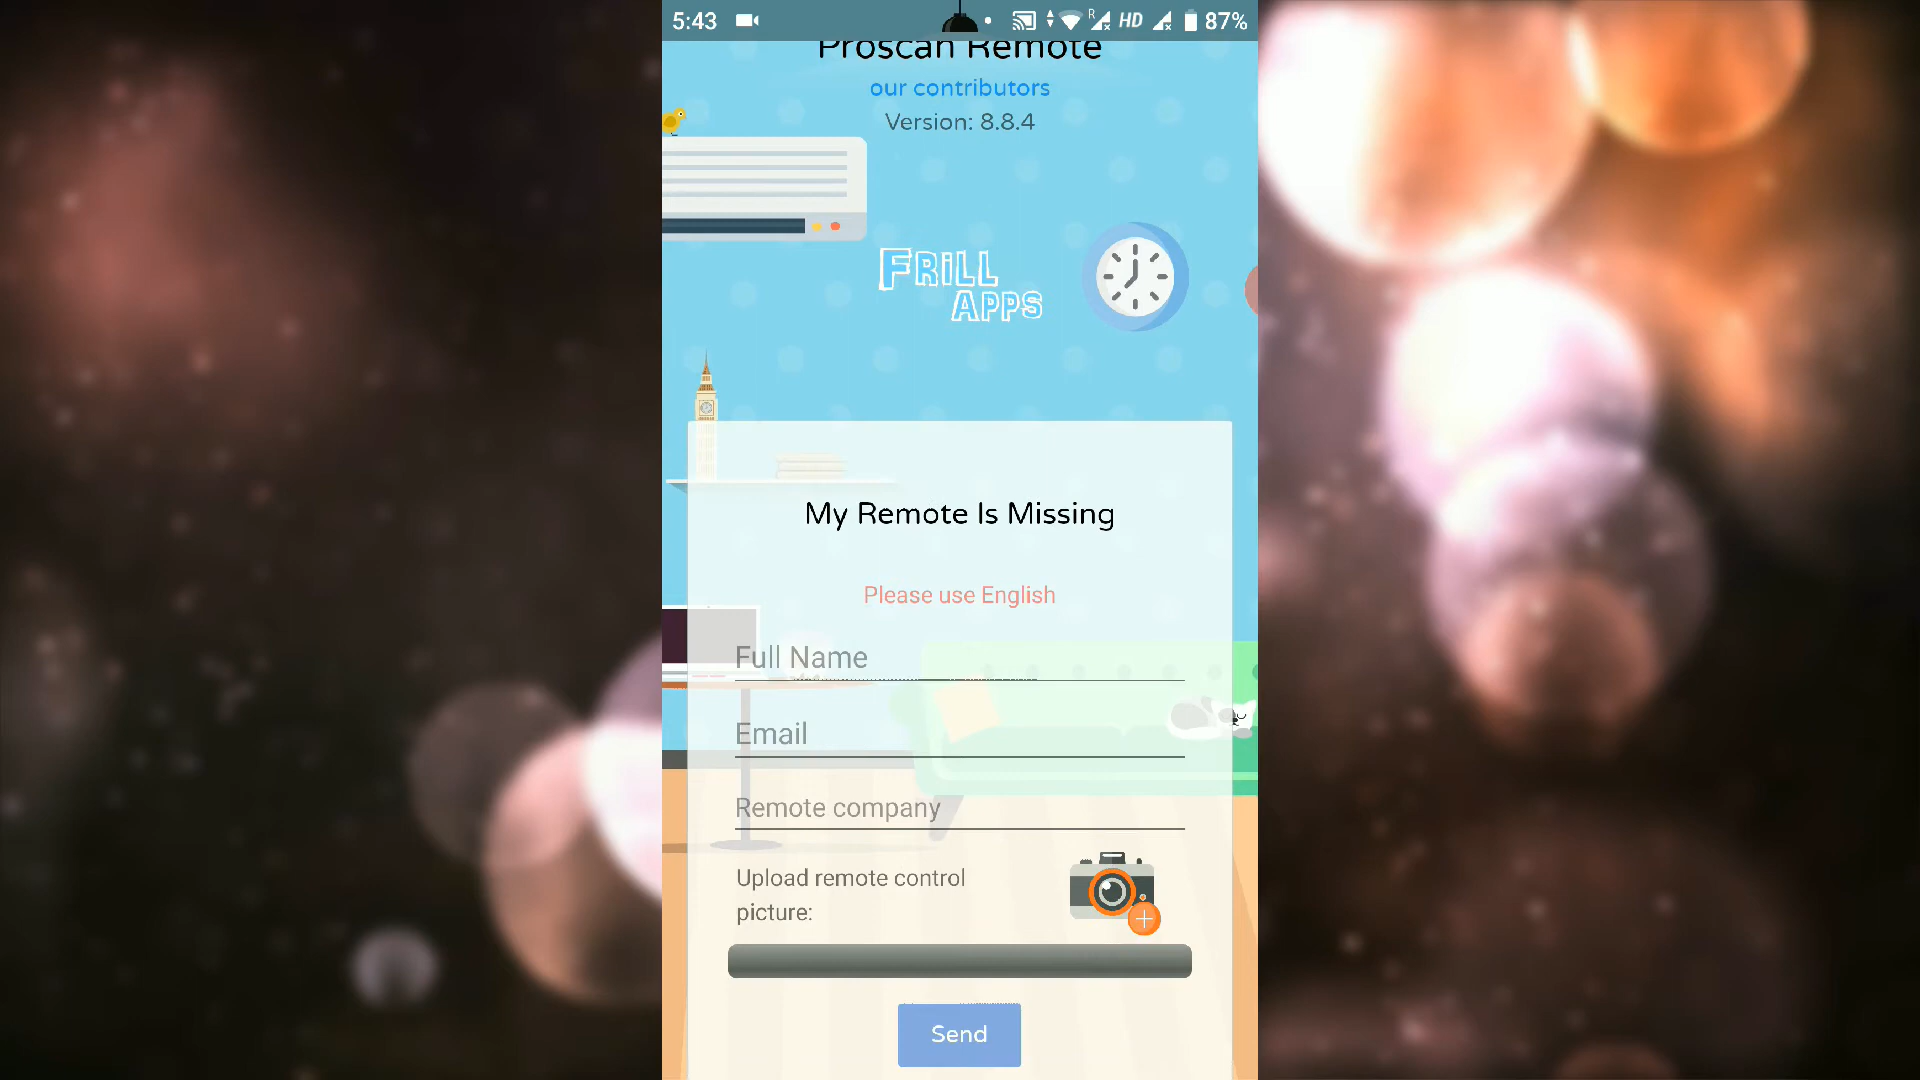 5:43 R HD 87%
Proscan Remote
our contributors
Version: 8.8.4
FRiLL
APPS
My Remote Is Missing
Please use English
Full Name
Email
Remote company
Upload remote control
picture:
Send